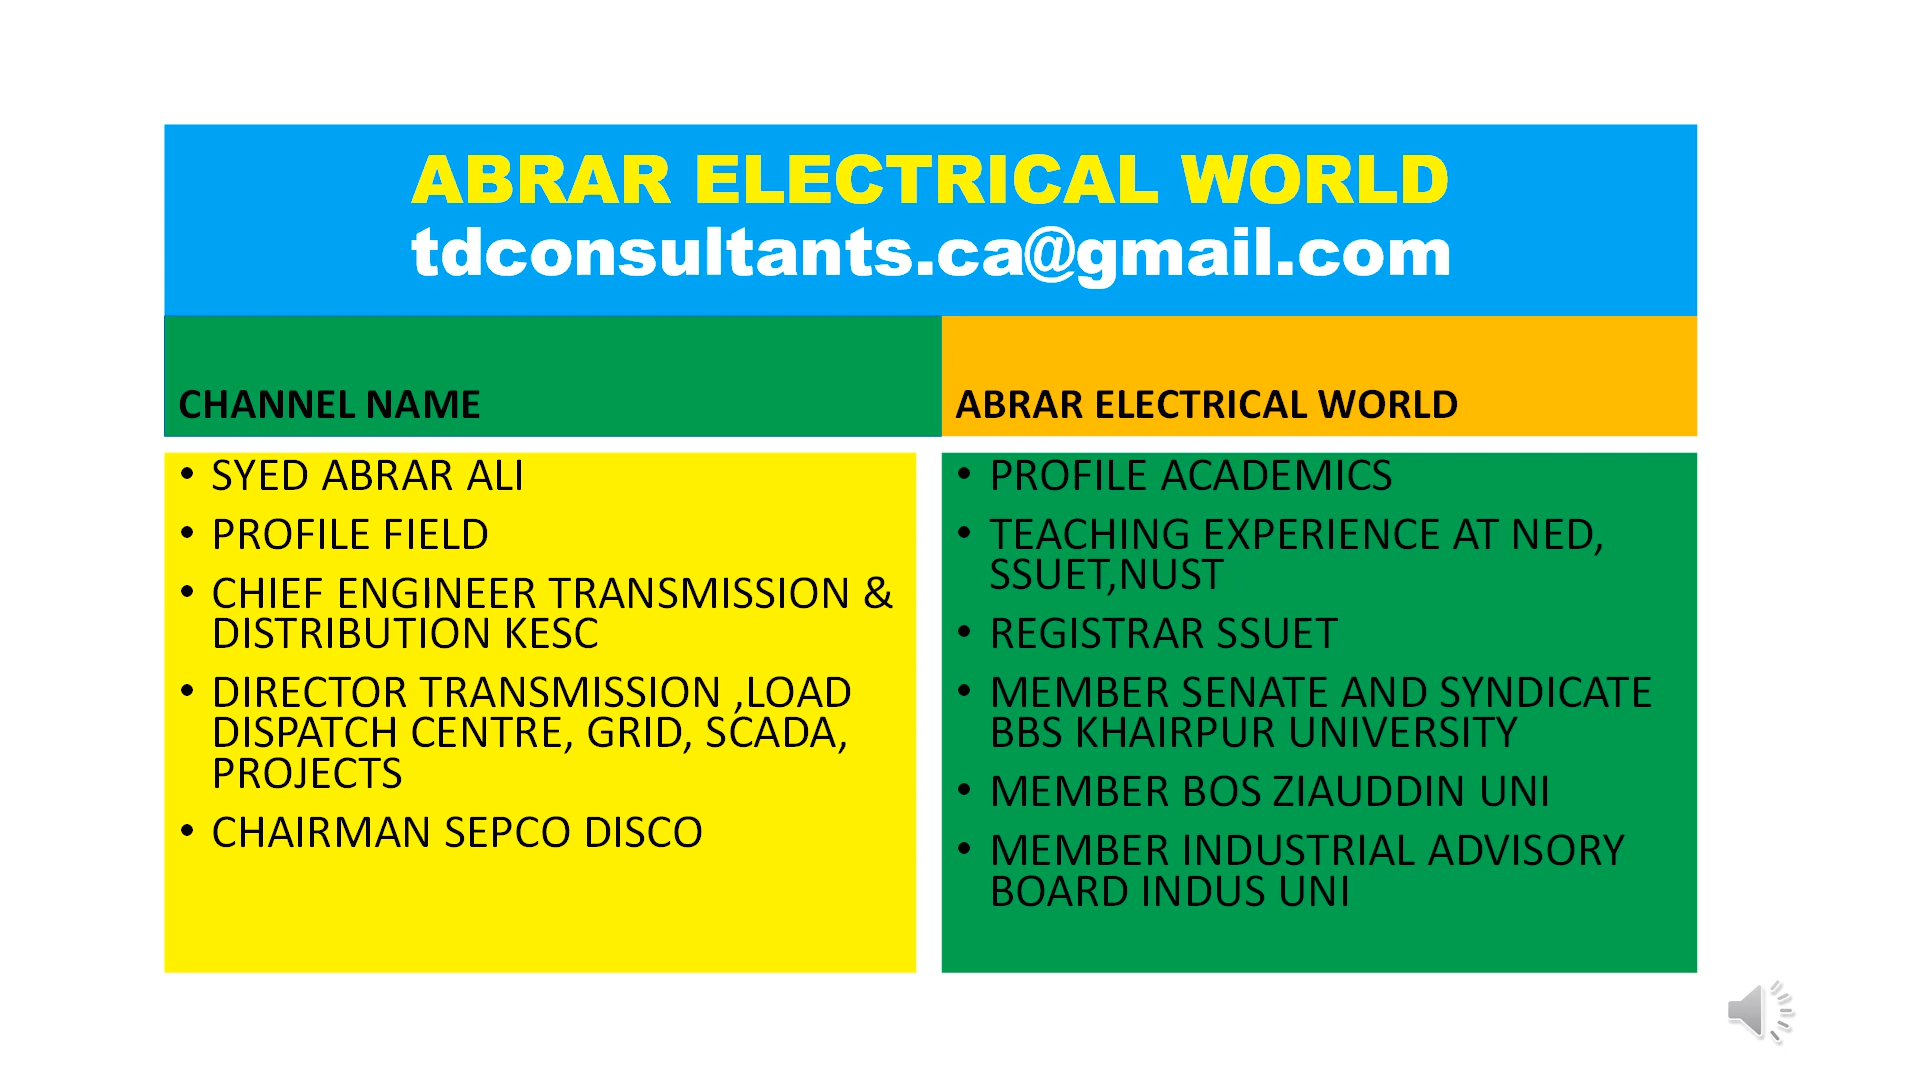 ABRAR ELECTRICAL WORLD
tdconsultants.ca@gmail.com
CHANNEL NAME
ABRAR ELECTRICAL WORLD
• SYED ABRAR ALI
• PROFILE FIELD
• CHIEF ENGINEER TRANSMISSION &
DISTRIBUTION KESC
• DIRECTOR TRANSMISSION ,LOAD
DISPATCH CENTRE, GRID, SCADA,
PROJECTS
• CHAIRMAN SEPCO DISCO
• PROFILE ACADEMICS
• TEACHING EXPERIENCE AT NED,
SSUET,NUST
• REGISTRAR SSUET
• MEMBER SENATE AND SYNDICATE
BBS KHAIRPUR UNIVERSITY
• MEMBER BOS ZIAUDDIN UNI
• MEMBER INDUSTRIAL ADVISORY
BOARD INDUS UNI